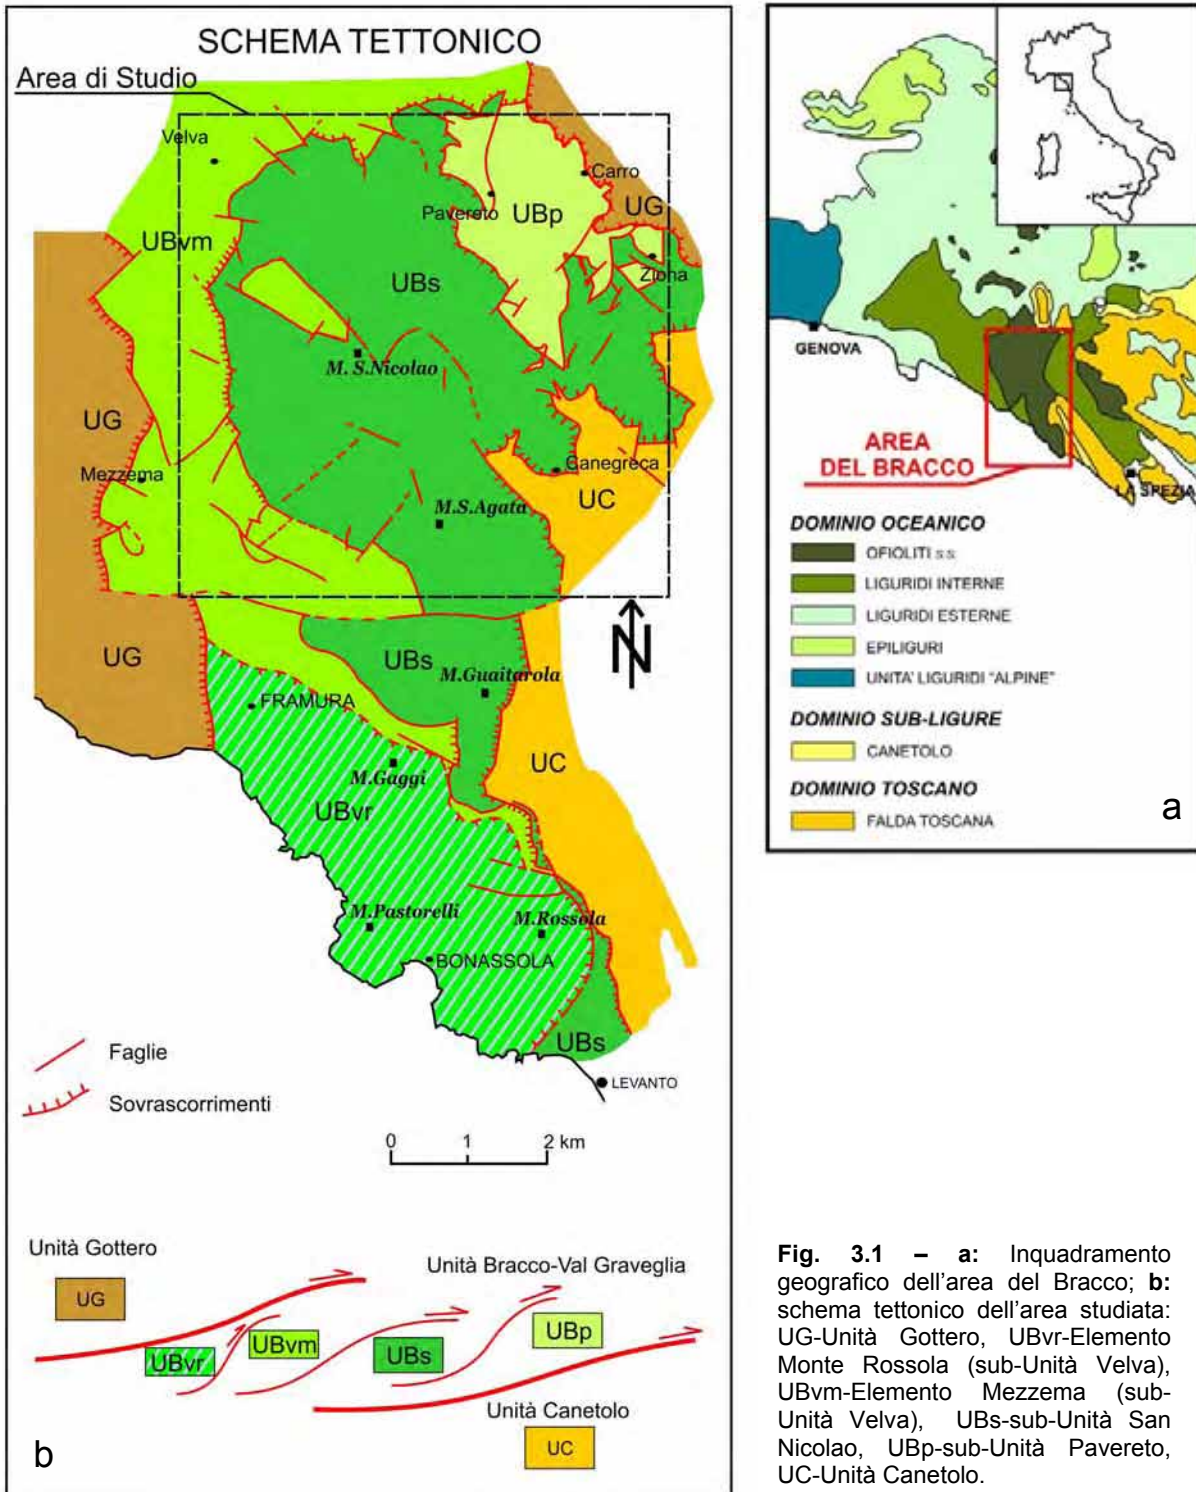 SCHEMA TETTONICO
Area di Studio
Velva
Carro
Pavereto
UBp
UG
UBvm
UBs
Ziona
M. S.Nicolao
UG
Mezzema
Ganegreca
UC
M.S.Agata
N
UG
UBs
M.Guaitarola
FRAMURA
M.Gaggi
UC
UBvr
M.Pastorelli
M.Rossola
BONASSOLA
UBs
LEVANTO
Faglie
Sovrascorrimenti
0 1 2 km
Unità Gottero
UG
Unità Bracco-Val Graveglia
UBvr
UBvm
UBs
UBp
Unità Canetolo
UC
b
GENOVA
AREA
DEL BRACCO
LA SPEZIA
DOMINIO OCEANICO
OFIOLITI s.s.
LIGURIDI INTERNE
LIGURIDI ESTERNE
EPILIGURI
UNITA' LIGURIDI "ALPINE"
DOMINIO SUB-LIGURE
CANETOLO
DOMINIO TOSCANO
FALDA TOSCANA
a
Fig. 3.1 – a: Inquadramento
geografico dell'area del Bracco; b:
schema tettonico dell'area studiata:
UG-Unità Gottero, UBvr-Elemento
Monte Rossola (sub-Unità Velva),
UBvm-Elemento Mezzema (sub-
Unità Velva), UBs-sub-Unità San
Nicolao, UBp-sub-Unità Pavereto,
UC-Unità Canetolo.